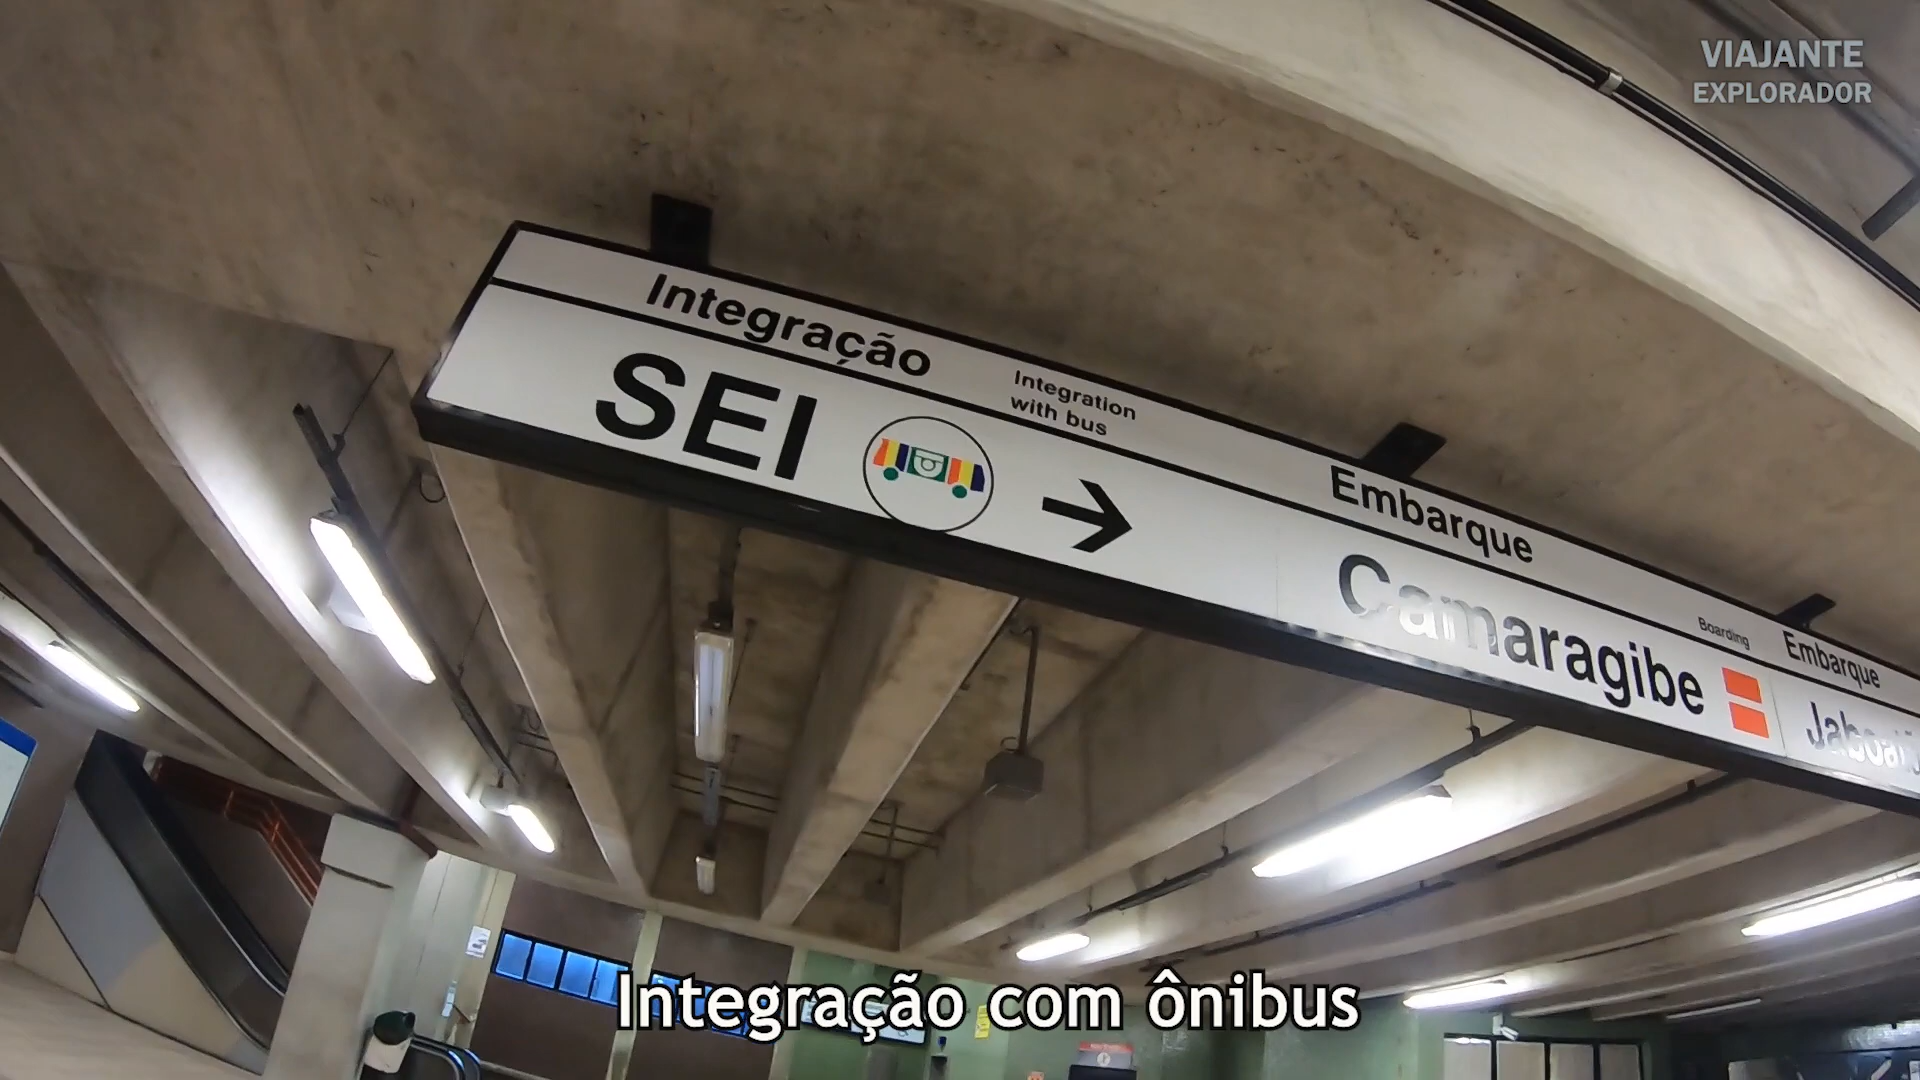 VIAJANTE
EXPLORADOR
Integração
Integration
with bus
SEI
Embarque
Boarding
Camaragibe
Embarque
Integração com ônibus